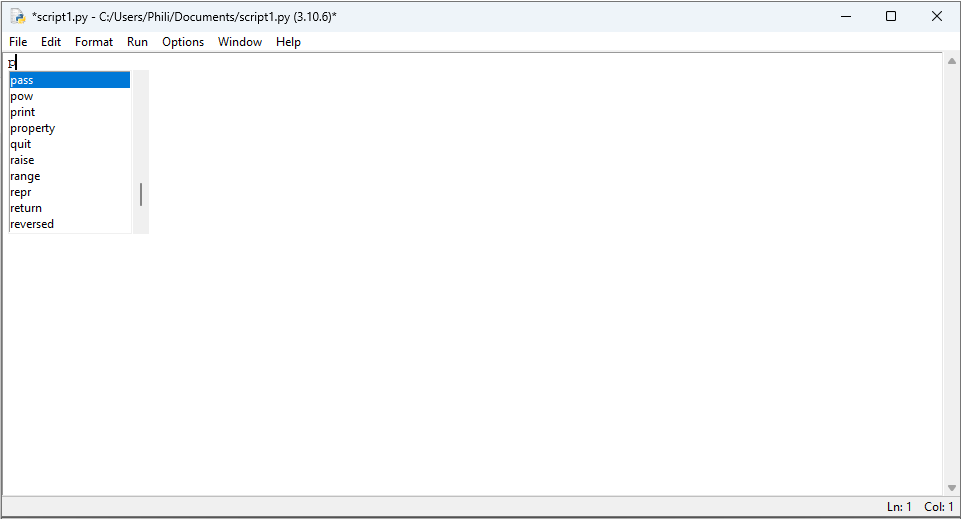 *script1.py - C:/Users/Phili/Documents/script1.py (3.10.6)*
File Edit Format Run Options Window Help
p
pass
pow
print
property
quit
raise
range
repr
return
reversed
Ln: 1 Col: 1